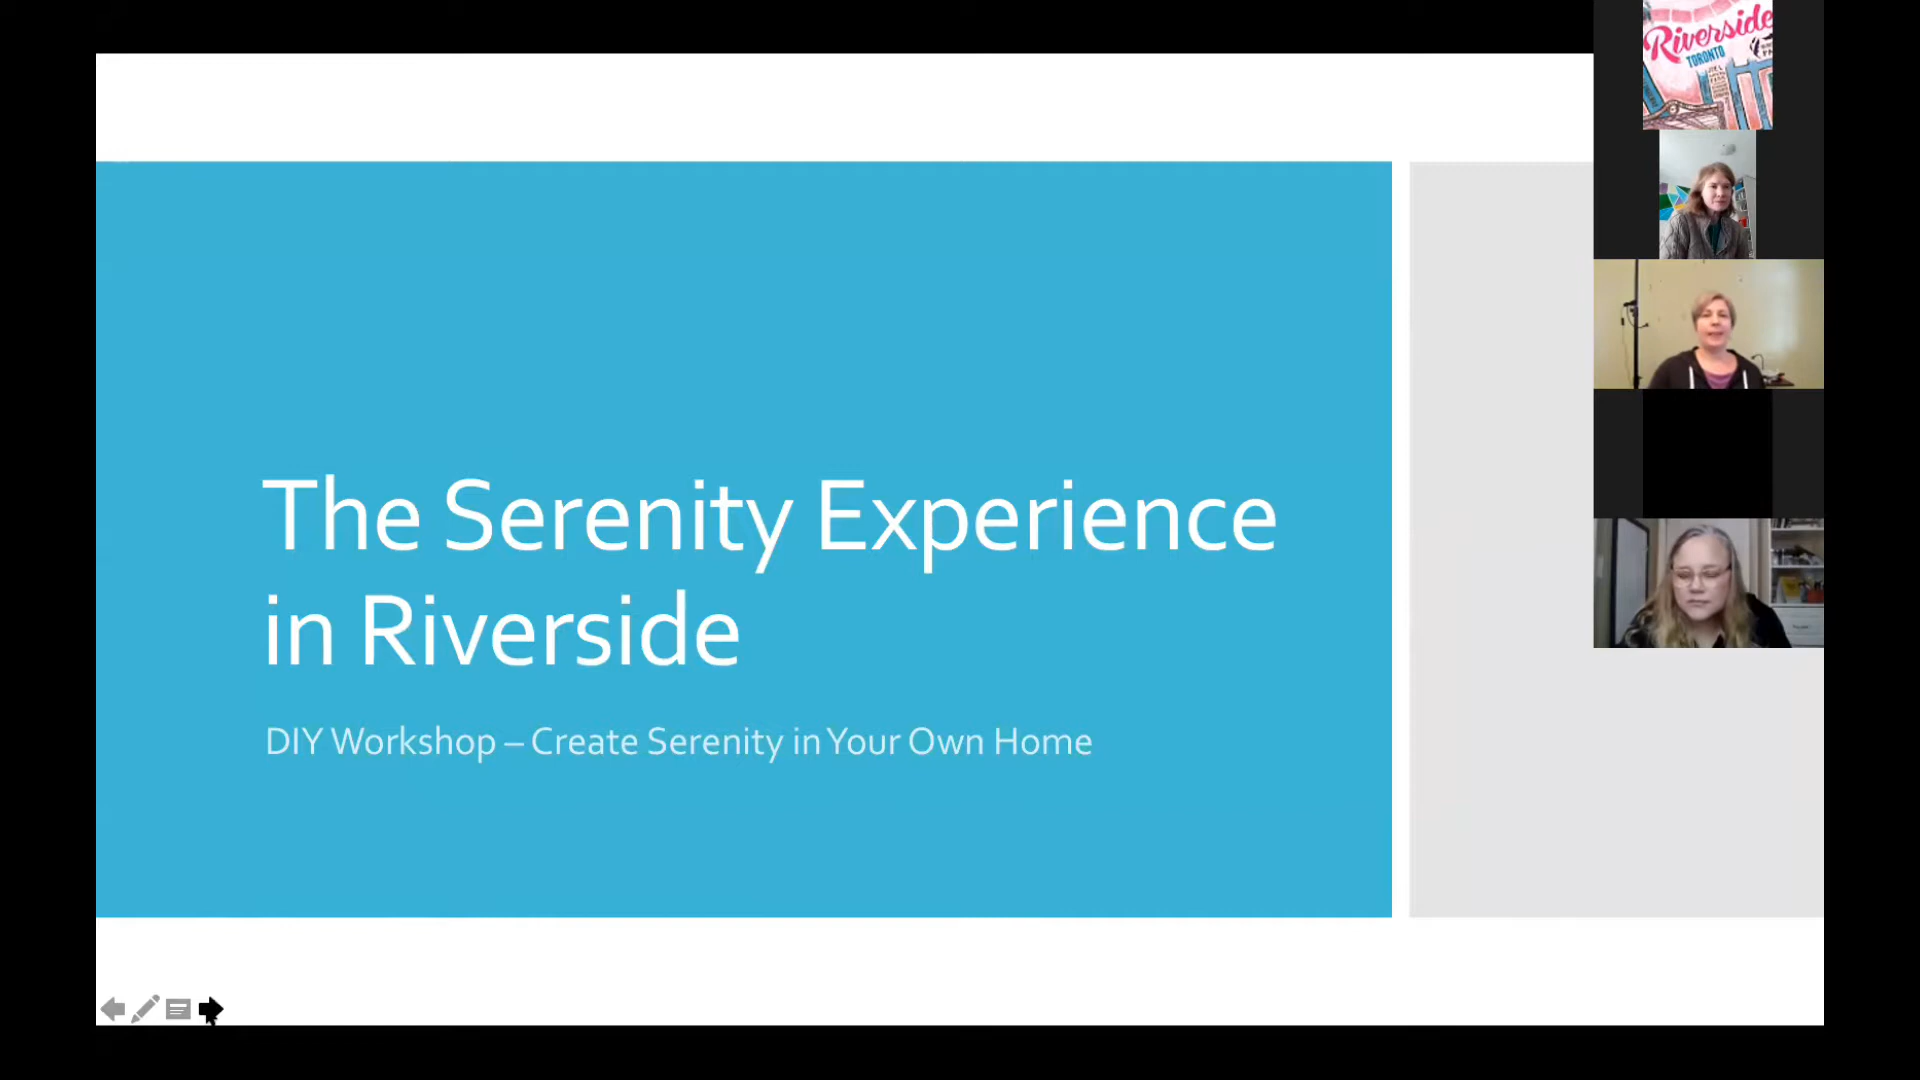 Riverside
TORONTO
The Serenity Experience
in Riverside
DIY Workshop – Create Serenity in Your Own Home